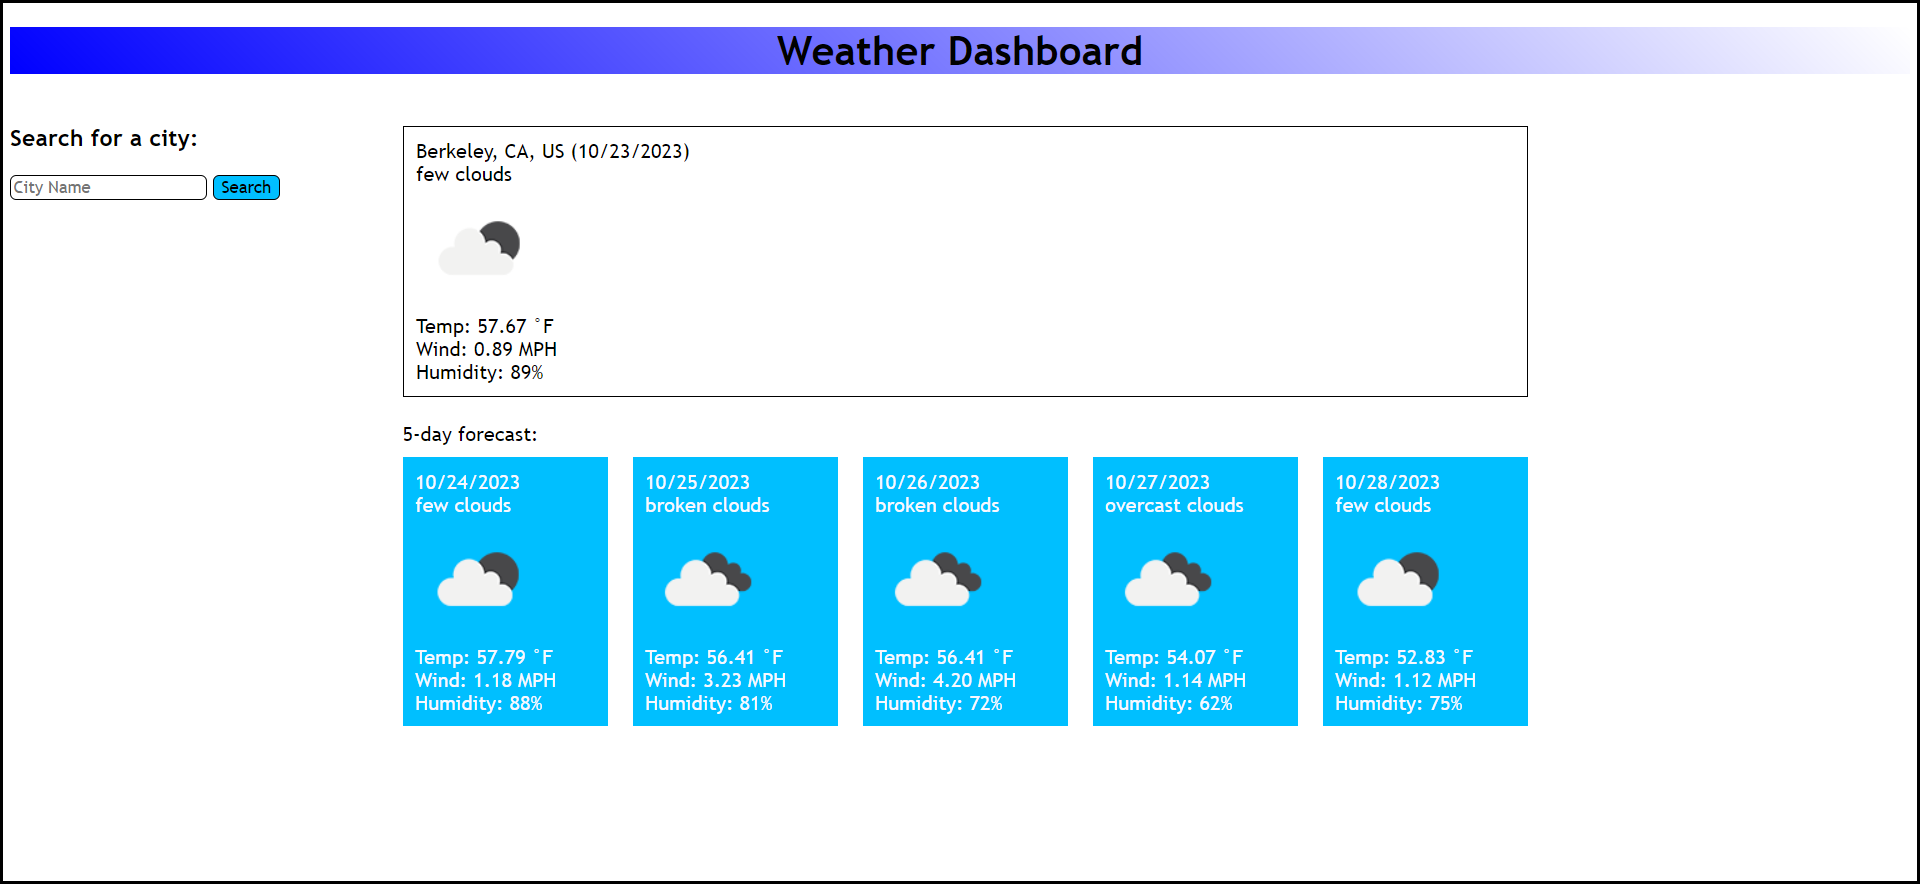 Weather Dashboard
Search for a city:
City Name
Search
Berkeley, CA, US (10/23/2023)
few clouds
Temp: 57.67 °F
Wind: 0.89 MPH
Humidity: 89%
5-day forecast:
10/24/2023
few clouds
Temp: 57.79 °F
Wind: 1.18 MPH
Humidity: 88%
10/25/2023
broken clouds
Temp: 56.41 °F
Wind: 3.23 MPH
Humidity: 81%
10/26/2023
broken clouds
Temp: 56.41 °F
Wind: 4.20 MPH
Humidity: 72%
10/27/2023
overcast clouds
Temp: 54.07 °F
Wind: 1.14 MPH
Humidity: 62%
10/28/2023
few clouds
Temp: 52.83 °F
Wind: 1.12 MPH
Humidity: 75%